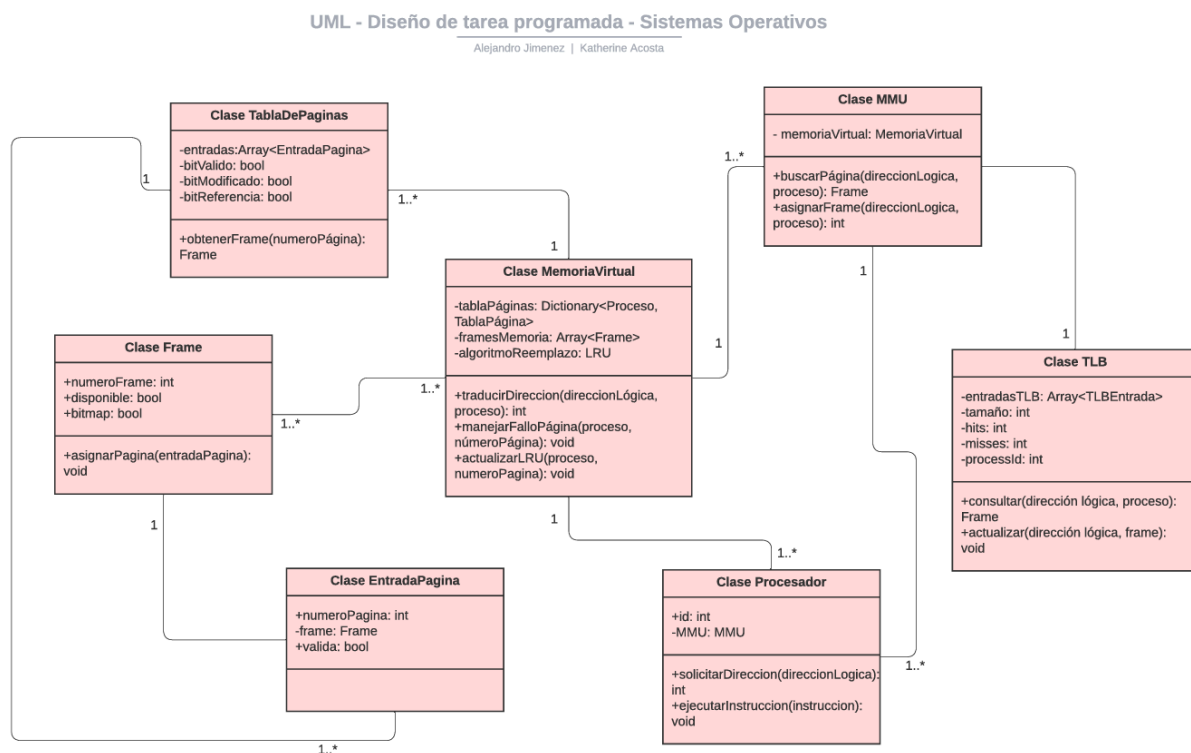 UML - Diseño de tarea programada - Sistemas Operativos
Alejandro Jimenez | Katherine Acosta
Clase TablaDePaginas
-entradas:Array<EntradaPagina>
-bitValido: bool
-bitModificado: bool
-bitReferencia: bool
+obtenerFrame(numeroPágina):
Frame
1
1..*
1
Clase MMU
- memoriaVirtual: MemoriaVirtual
+buscarPágina(direccionLogica,
proceso): Frame
+asignarFrame(direccionLogica,
proceso): int
1..*
1
1
1
Clase MemoriaVirtual
-tablaPáginas: Dictionary<Proceso,
TablaPágina>
-framesMemoria: Array<Frame>
-algoritmoReemplazo: LRU
+traducirDireccion(direccionLógica,
proceso): int
+manejarFalloPágina(proceso,
númeroPágina): void
+actualizarLRU(proceso,
numeroPagina): void
Clase Frame
+numeroFrame: int
+disponible: bool
+bitmap: bool
+asignarPagina(entradaPagina):
void
1..*
1..*
1
Clase TLB
-entradasTLB: Array<TLBEntrada>
-tamaño: int
-hits: int
-misses: int
-processId: int
+consultar(dirección lógica, proceso):
Frame
+actualizar(dirección lógica, frame):
void
Clase EntradaPagina
+numeroPagina: int
-frame: Frame
+valida: bool
1..*
1
1..*
Clase Procesador
+id: int
-MMU: MMU
+solicitarDireccion(direccionLogica):
int
+ejecutarInstruccion(instruccion):
void
1..*